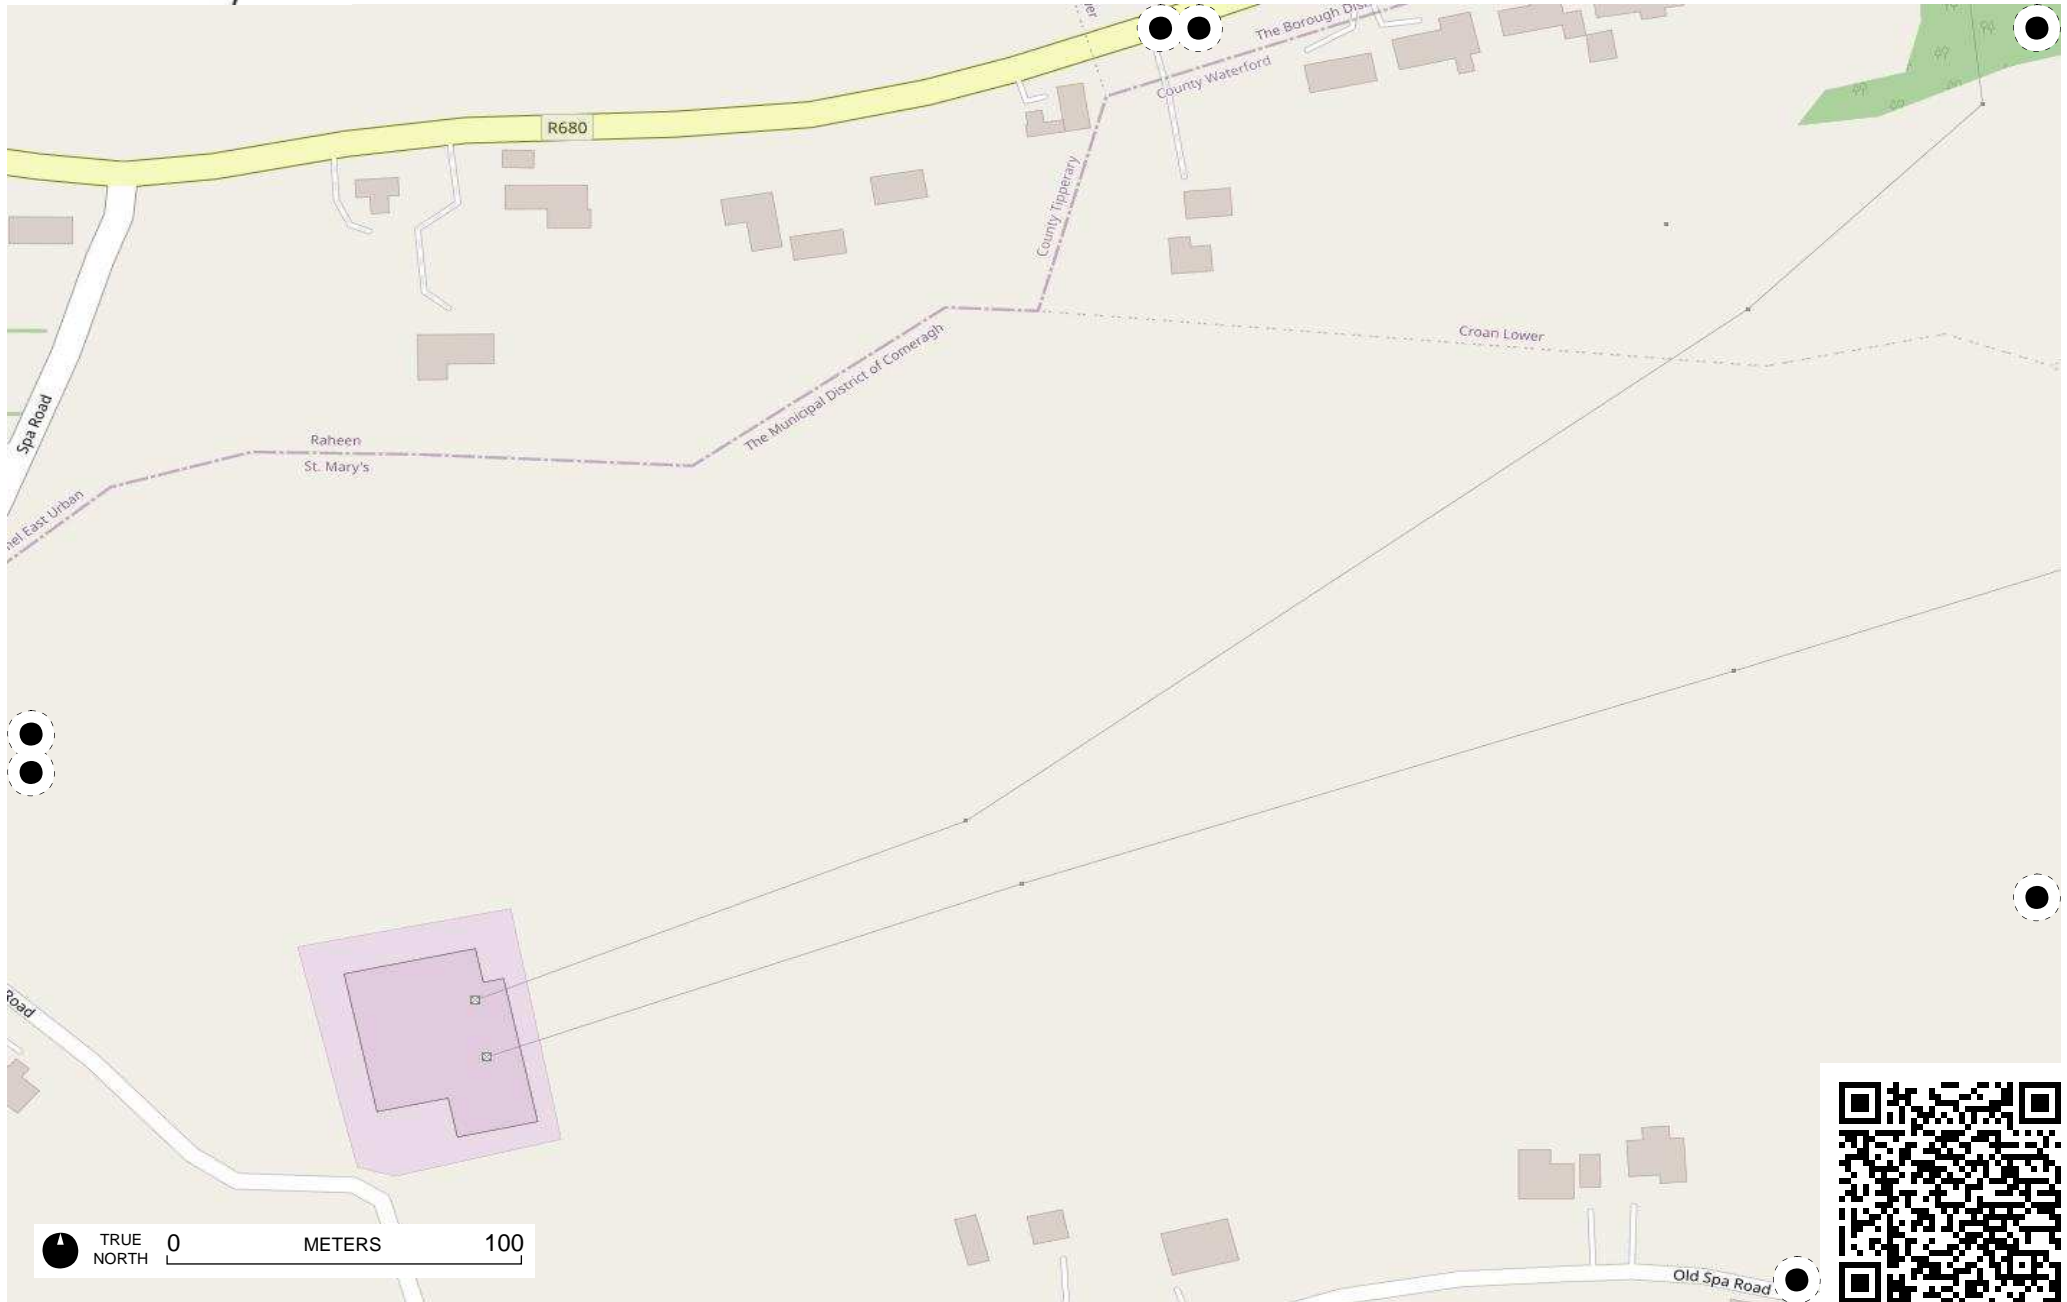 The Borough Dis
County Waterford
R680
County Tipperary
Croan Lower
The Municipal District of Comeragh
Spa Road
Raheen
St. Mary's
nel East Urban
Road
TRUE
NORTH
0 METERS 100
Old Spa Road